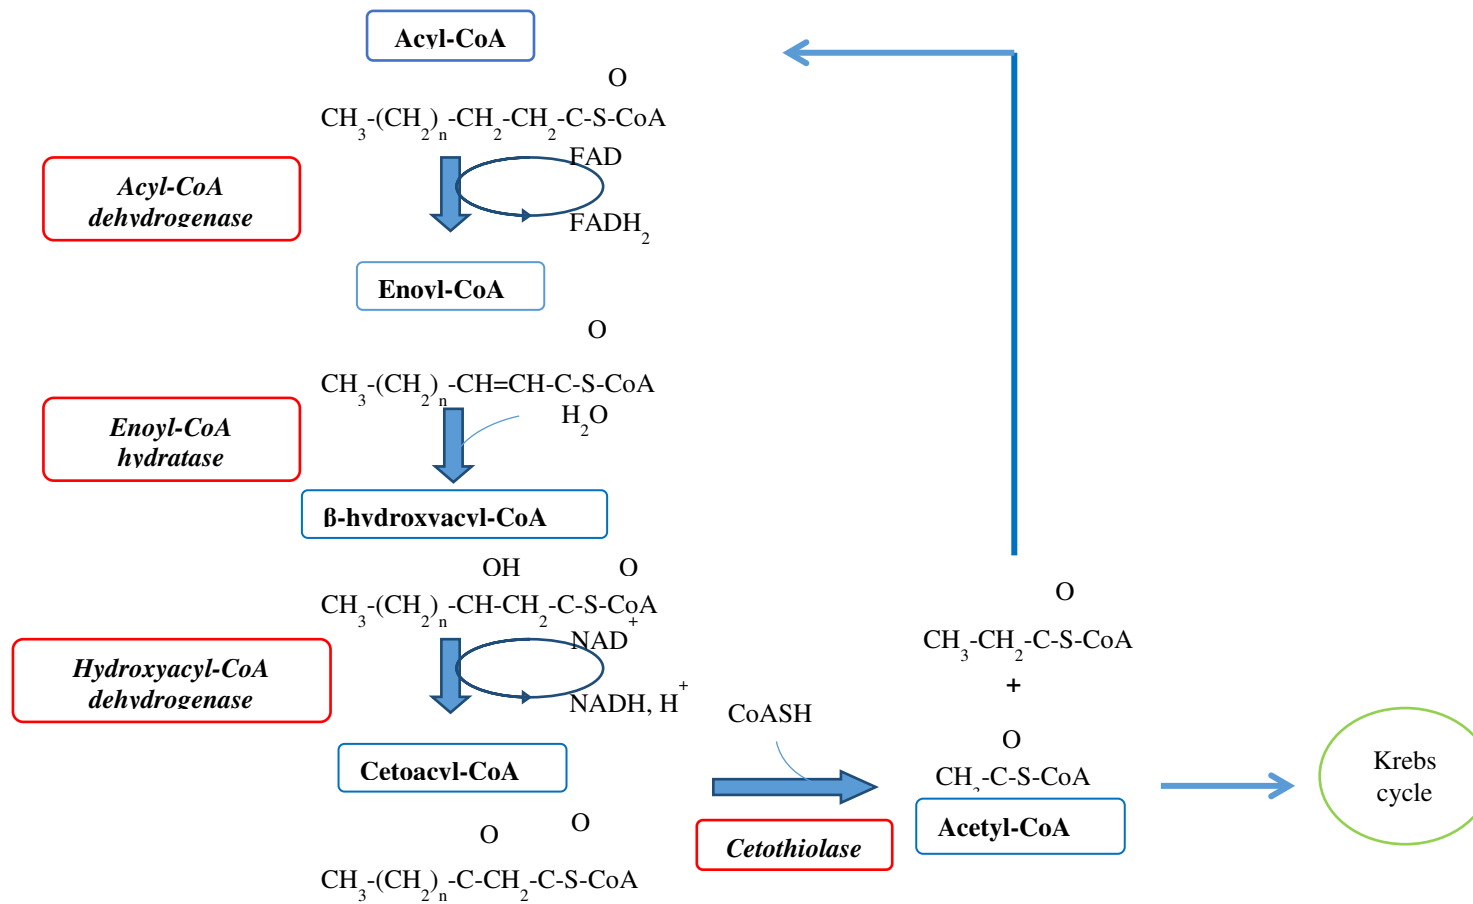 Acyl-CoA
O
CH3-(CH2)n-CH2-CH2-C-S-CoA
FAD
Acyl-CoA
dehydrogenase
FADH2
Enoyl-CoA
O
CH3-(CH2)n-CH=CH-C-S-CoA
H2O
Enoyl-CoA
hydratase
ß-hydroxyacyl-CoA
OH O
CH3-(CH2)n-CH-CH2-C-S-CoA
NAD+
Hydroxyacyl-CoA
dehydrogenase
NADH, H+
Cetoacyl-CoA
O O
CH3-(CH2)n-C-CH2-C-S-CoA
CoASH
Cetothiolase
O
CH3-CH2-C-S-CoA
+
O
CH3-C-S-CoA
Acetyl-CoA
Krebs
cycle